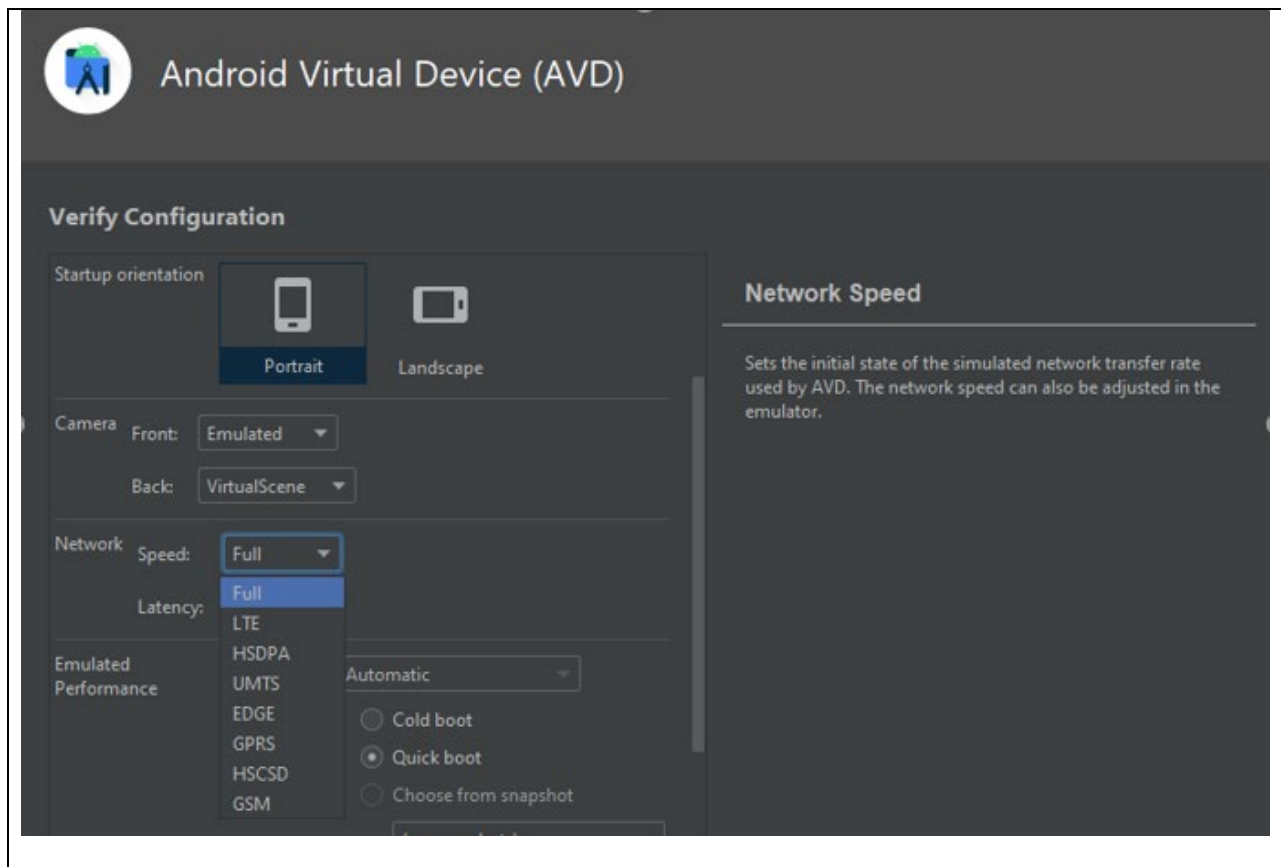 Android Virtual Device (AVD)
Verify Configuration
Startup orientation
Portrait
Landscape
Camera
Front:
Emulated
Back:
VirtualScene
Network
Speed:
Full
Full
LTE
HSDPA
UMTS
EDGE
GPRS
HSCSD
GSM
Latency:
Emulated
Performance
Automatic
Cold boot
Quick boot
Choose from snapshot
Network Speed
Sets the initial state of the simulated network transfer rate
used by AVD. The network speed can also be adjusted in the
emulator.